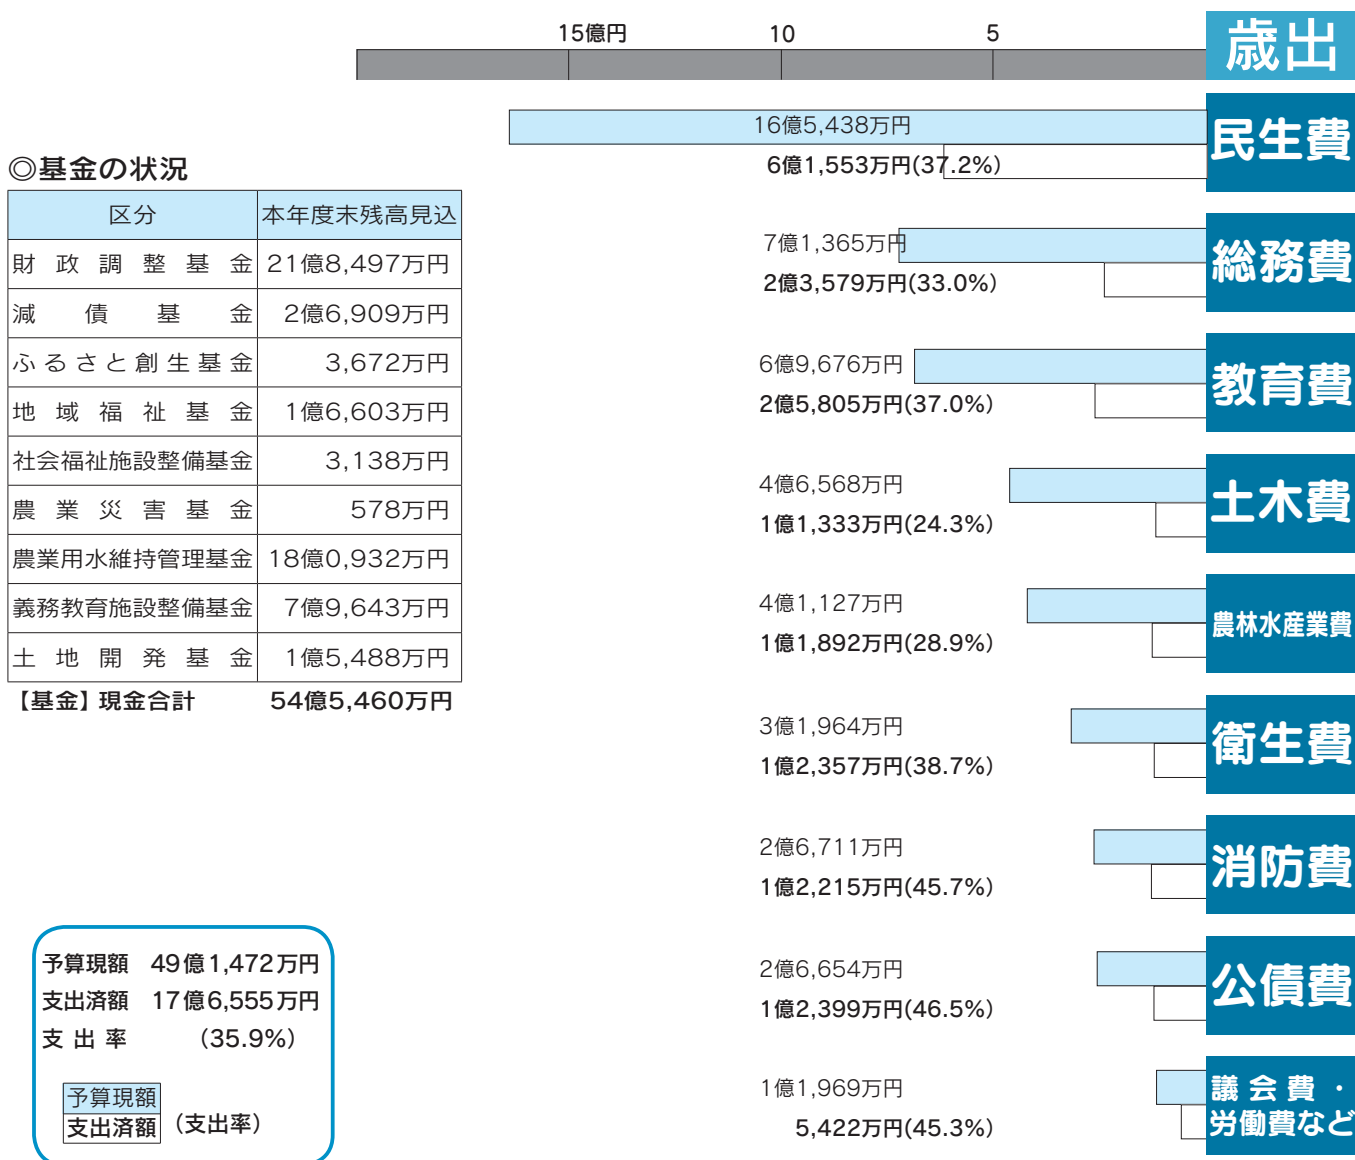 15億円 10 5
歳出
民生費
16億5,438万円
6億1,553万円(37.2%)
総務費
7億1,365万円
2億3,579万円(33.0%)
教育費
6億9,676万円
2億5,805万円(37.0%)
土木費
4億6,568万円
1億1,333万円(24.3%)
農林水産業費
4億1,127万円
1億1,892万円(28.9%)
衛生費
3億1,964万円
1億2,357万円(38.7%)
消防費
2億6,711万円
1億2,215万円(45.7%)
公債費
2億6,654万円
1億2,399万円(46.5%)
議会費・
労働費など
1億1,969万円
5,422万円(45.3%)
◎基金の状況
区分 本年度末残高見込
財政調整基金 21億8,497万円
減債基金 2億6,909万円
ふるさと創生基金 3,672万円
地域福祉基金 1億6,603万円
社会福祉施設整備基金 3,138万円
農業災害基金 578万円
農業用水維持管理基金 18億0,932万円
義務教育施設整備基金 7億9,643万円
土地開発基金 1億5,488万円
【基金】現金合計 54億5,460万円
予算現額 49億1,472万円
支出済額 17億6,555万円
支出率 (35.9%)
予算現額
支出済額 (支出率)